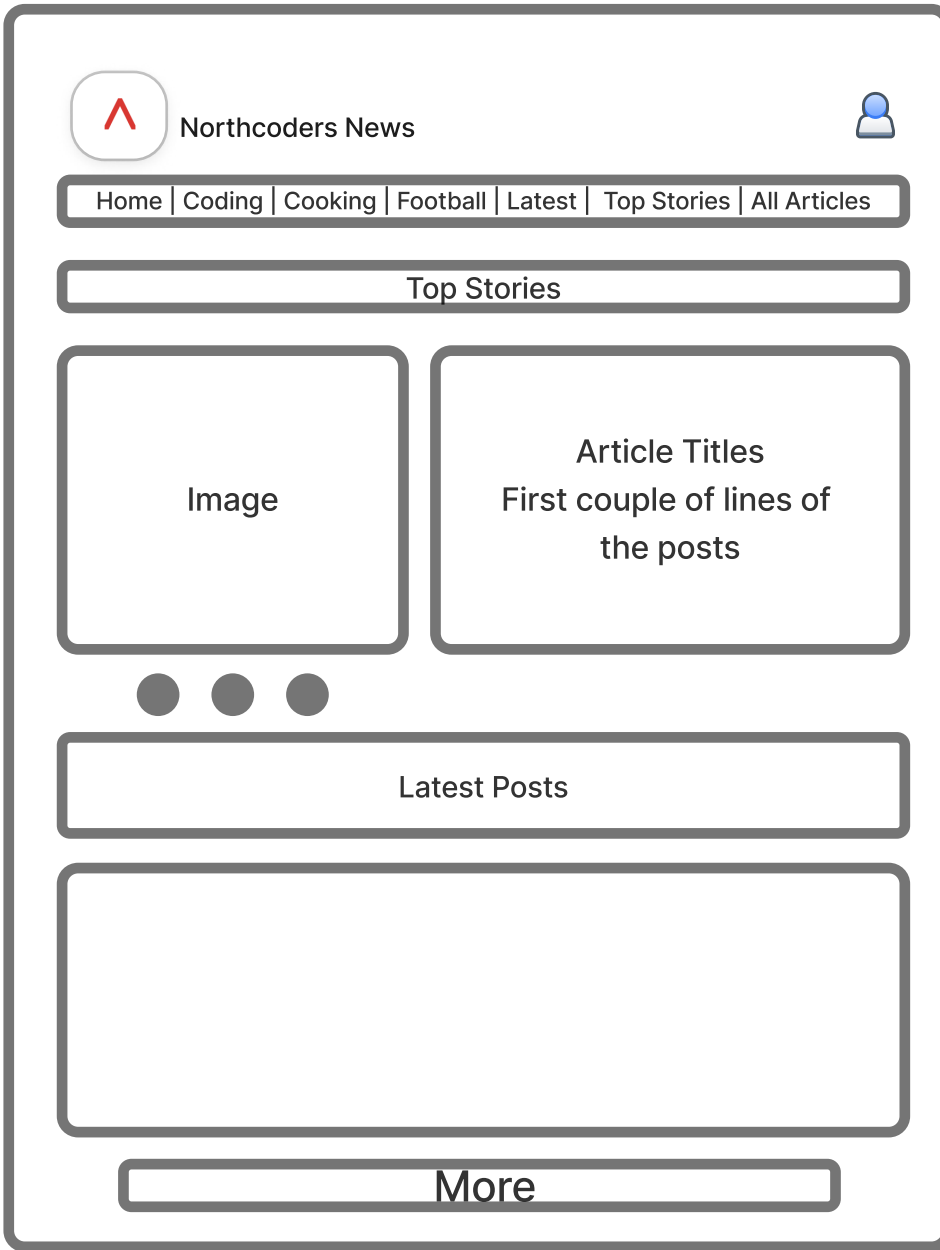 Northcoders News
Home | Coding | Cooking | Football | Latest | Top Stories | All Articles
Top Stories
Image
Article Titles
First couple of lines of
the posts
Latest Posts
More